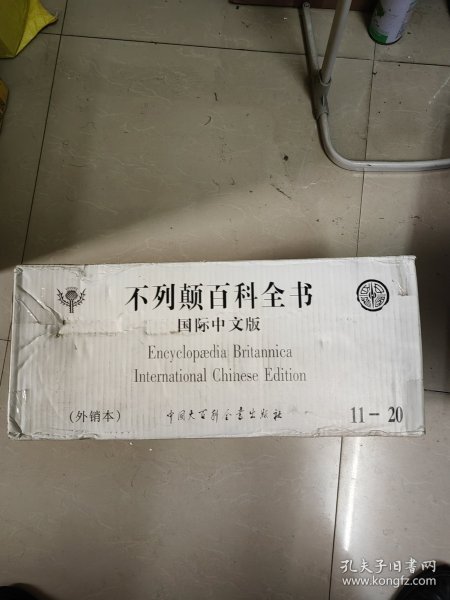 不列颠百科全书
国际中文版
Encyclopædia Britannica
International Chinese Edition
(外销本)
中国大百科全书出版社
11－20
孔夫子旧书网
www.kongfz.com